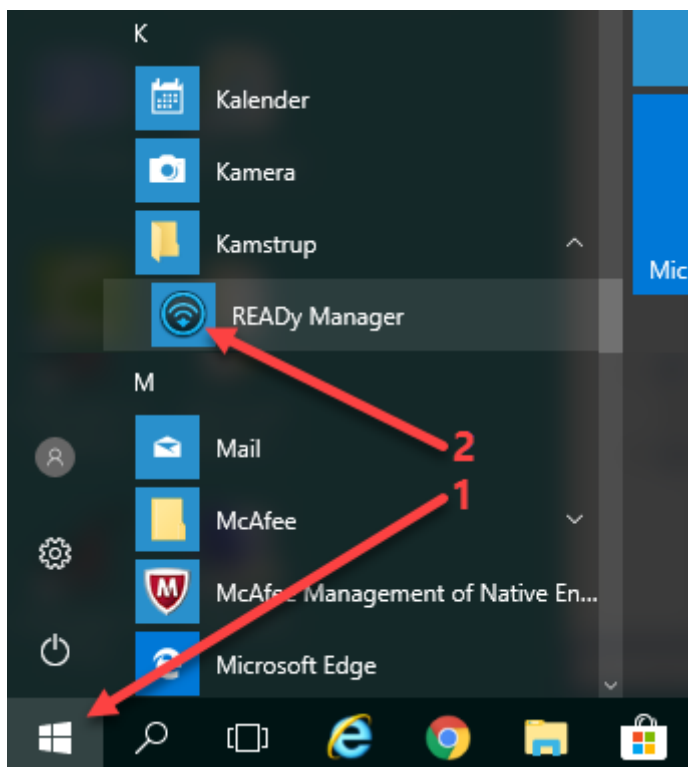 K
Kalender
Kamera
Kamstrup
Mic
READy Manager
M
Mail
2
1
McAfee
McAfee Management of Native En...
Microsoft Edge